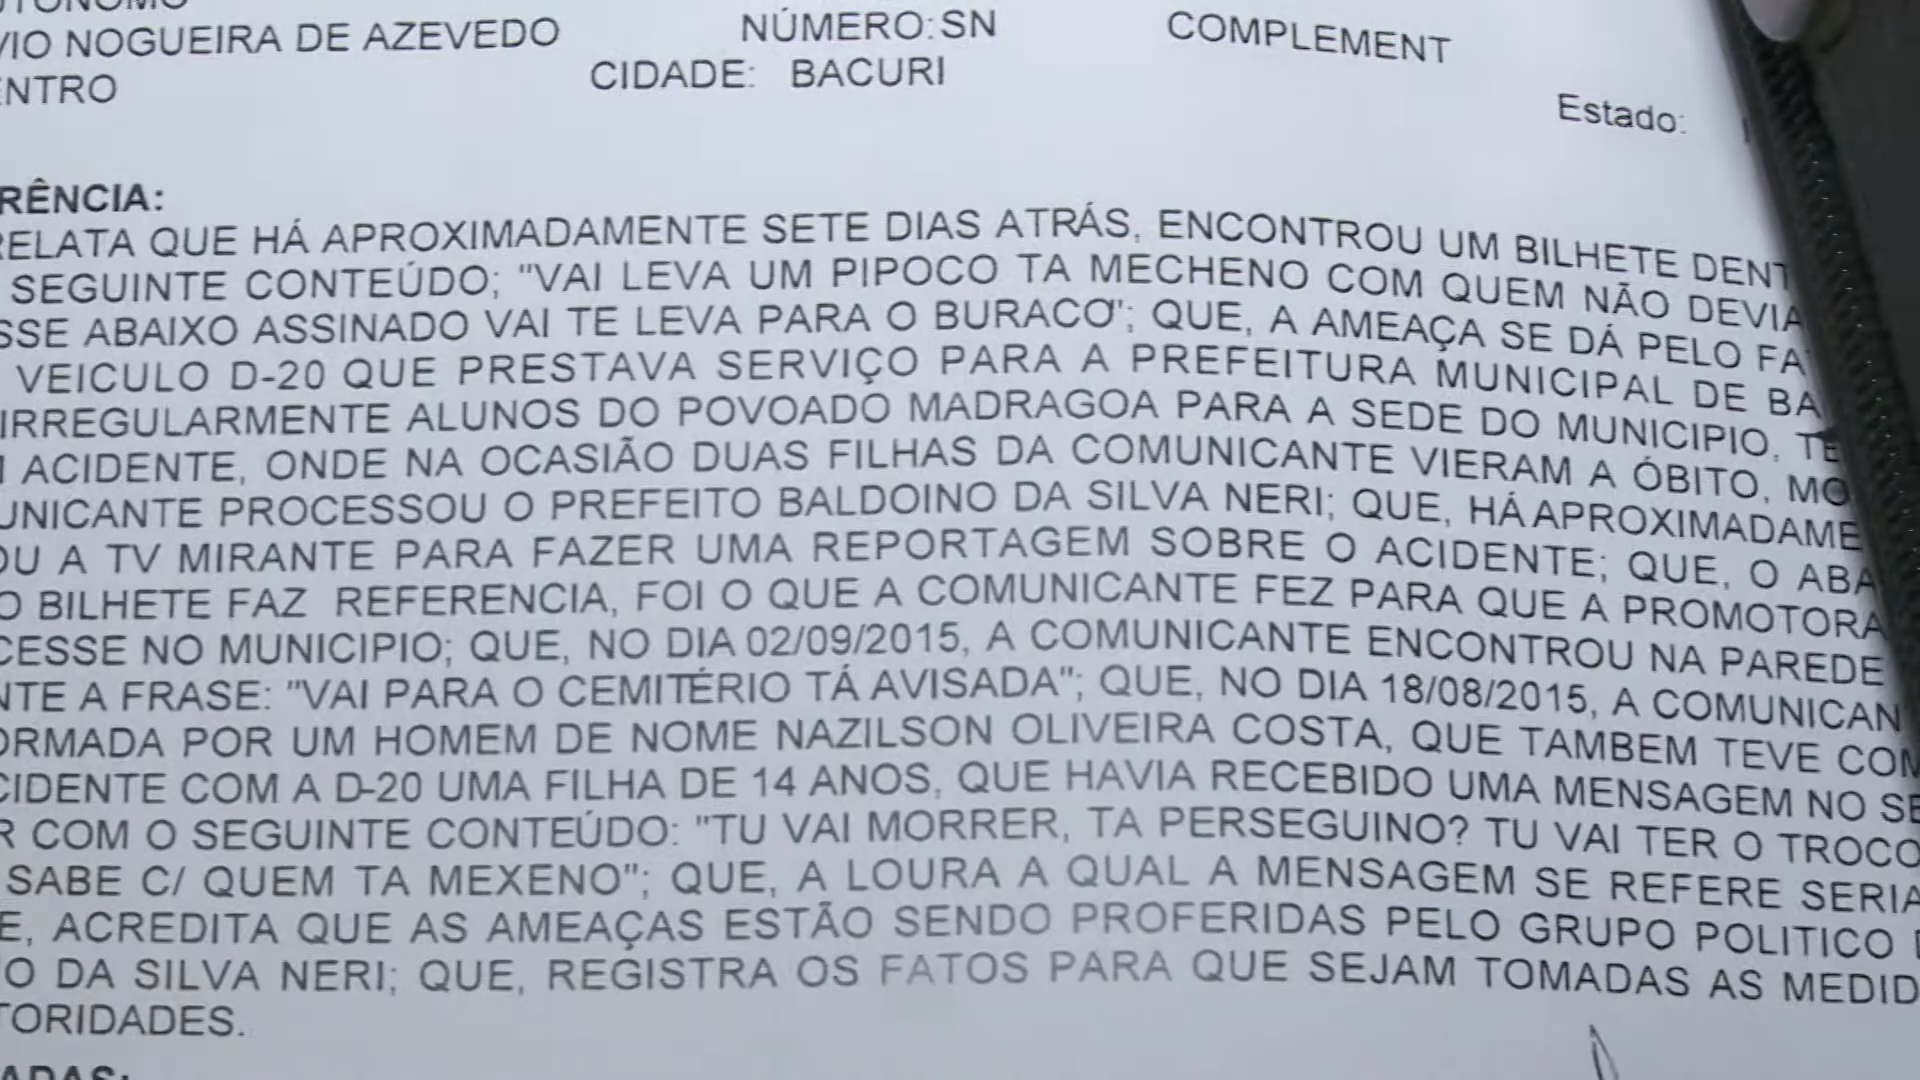 VIO NOGUEIRA DE AZEVEDO NÚMERO: SN COMPLEMENT
ENTRO CIDADE: BACURI
Estado:
RÊNCIA:
RELATA QUE HÁ APROXIMADAMENTE SETE DIAS ATRÁS, ENCONTROU UM BILHETE DENT
SEGUINTE CONTEÚDO; "VAI LEVA UM PIPOCO TA MECHENO COM QUEM NÃO DEVIA
SSE ABAIXO ASSINADO VAI TE LEVA PARA O BURACO"; QUE, A AMEAÇA SE DÁ PELO FA
VEICULO D-20 QUE PRESTAVA SERVIÇO PARA A PREFEITURA MUNICIPAL DE BA
IRREGULARMENTE ALUNOS DO POVOADO MADRAGOA PARA A SEDE DO MUNICIPIO, TE
ACIDENTE, ONDE NA OCASIÃO DUAS FILHAS DA COMUNICANTE VIERAM A ÓBITO, MO
UNICANTE PROCESSOU O PREFEITO BALDOINO DA SILVA NERI; QUE, HÁ APROXIMADAME
OU A TV MIRANTE PARA FAZER UMA REPORTAGEM SOBRE O ACIDENTE; QUE, O ABA
O BILHETE FAZ REFERENCIA, FOI O QUE A COMUNICANTE FEZ PARA QUE A PROMOTORA
CESSE NO MUNICIPIO; QUE, NO DIA 02/09/2015, A COMUNICANTE ENCONTROU NA PAREDE
NTE A FRASE: "VAI PARA O CEMITÉRIO TÁ AVISADA"; QUE, NO DIA 18/08/2015, A COMUNICAN
ORMADA POR UM HOMEM DE NOME NAZILSON OLIVEIRA COSTA, QUE TAMBEM TEVE COM
CIDENTE COM A D-20 UMA FILHA DE 14 ANOS, QUE HAVIA RECEBIDO UMA MENSAGEM NO SE
R COM O SEGUINTE CONTEÚDO: "TU VAI MORRER, TA PERSEGUINO? TU VAI TER O TROCO
SABE C/ QUEM TA MEXENO"; QUE, A LOURA A QUAL A MENSAGEM SE REFERE SERIA
E, ACREDITA QUE AS AMEAÇAS ESTÃO SENDO PROFERIDAS PELO GRUPO POLITICO
O DA SILVA NERI; QUE, REGISTRA OS FATOS PARA QUE SEJAM TOMADAS AS MEDID
TORIDADES.